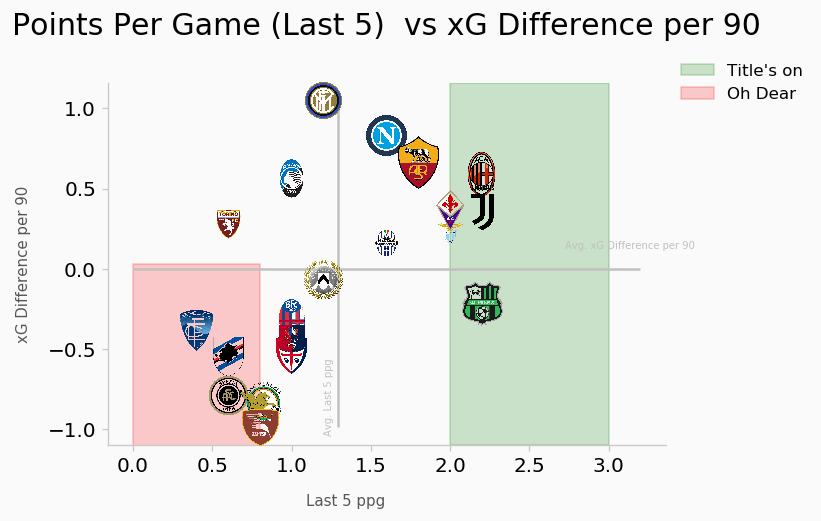 Points Per Game (Last 5)  vs xG Difference per 90
Title's on
Oh Dear
1.0
0.5
0.0
−0.5
−1.0
xG Difference per 90
Avg. xG Difference per 90
Avg. Last 5 ppg
TORINO
N
1919
0.0
0.5
1.0
1.5
2.0
2.5
3.0
Last 5 ppg